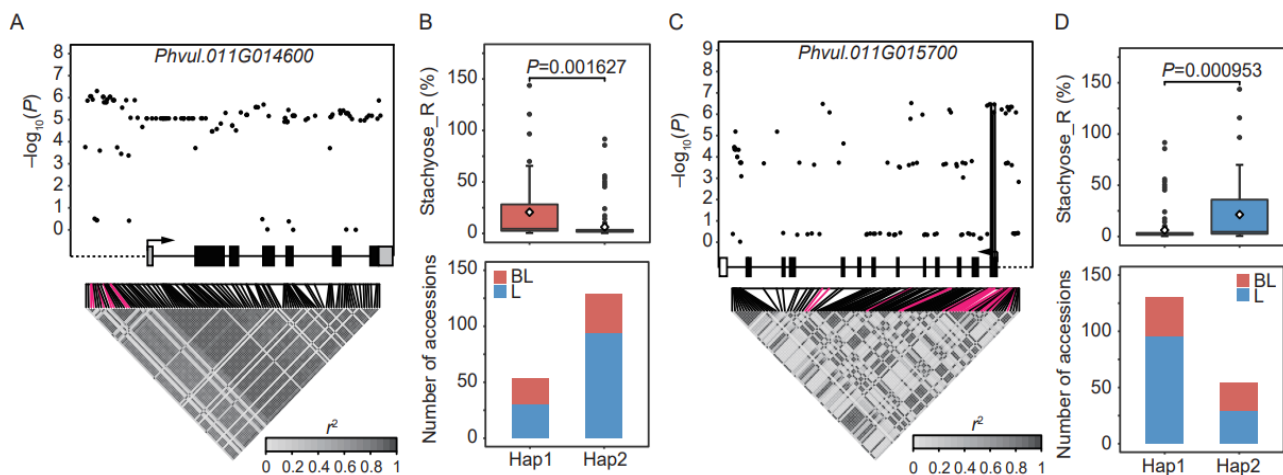 A
Phvul.011G014600
–log10(P)
8
7
6
5
4
3
2
1
0
r²
0 0.2 0.4 0.6 0.8 1
B
Stachyose_R (%)
150
100
50
0
P=0.001627
Number of accessions
150
100
50
0
BL
L
Hap1 Hap2
C
Phvul.011G015700
–log10(P)
9
8
7
6
5
4
3
2
1
0
r²
0 0.2 0.4 0.6 0.8 1
D
Stachyose_R (%)
150
100
50
0
P=0.000953
Number of accessions
150
100
50
0
BL
L
Hap1 Hap2